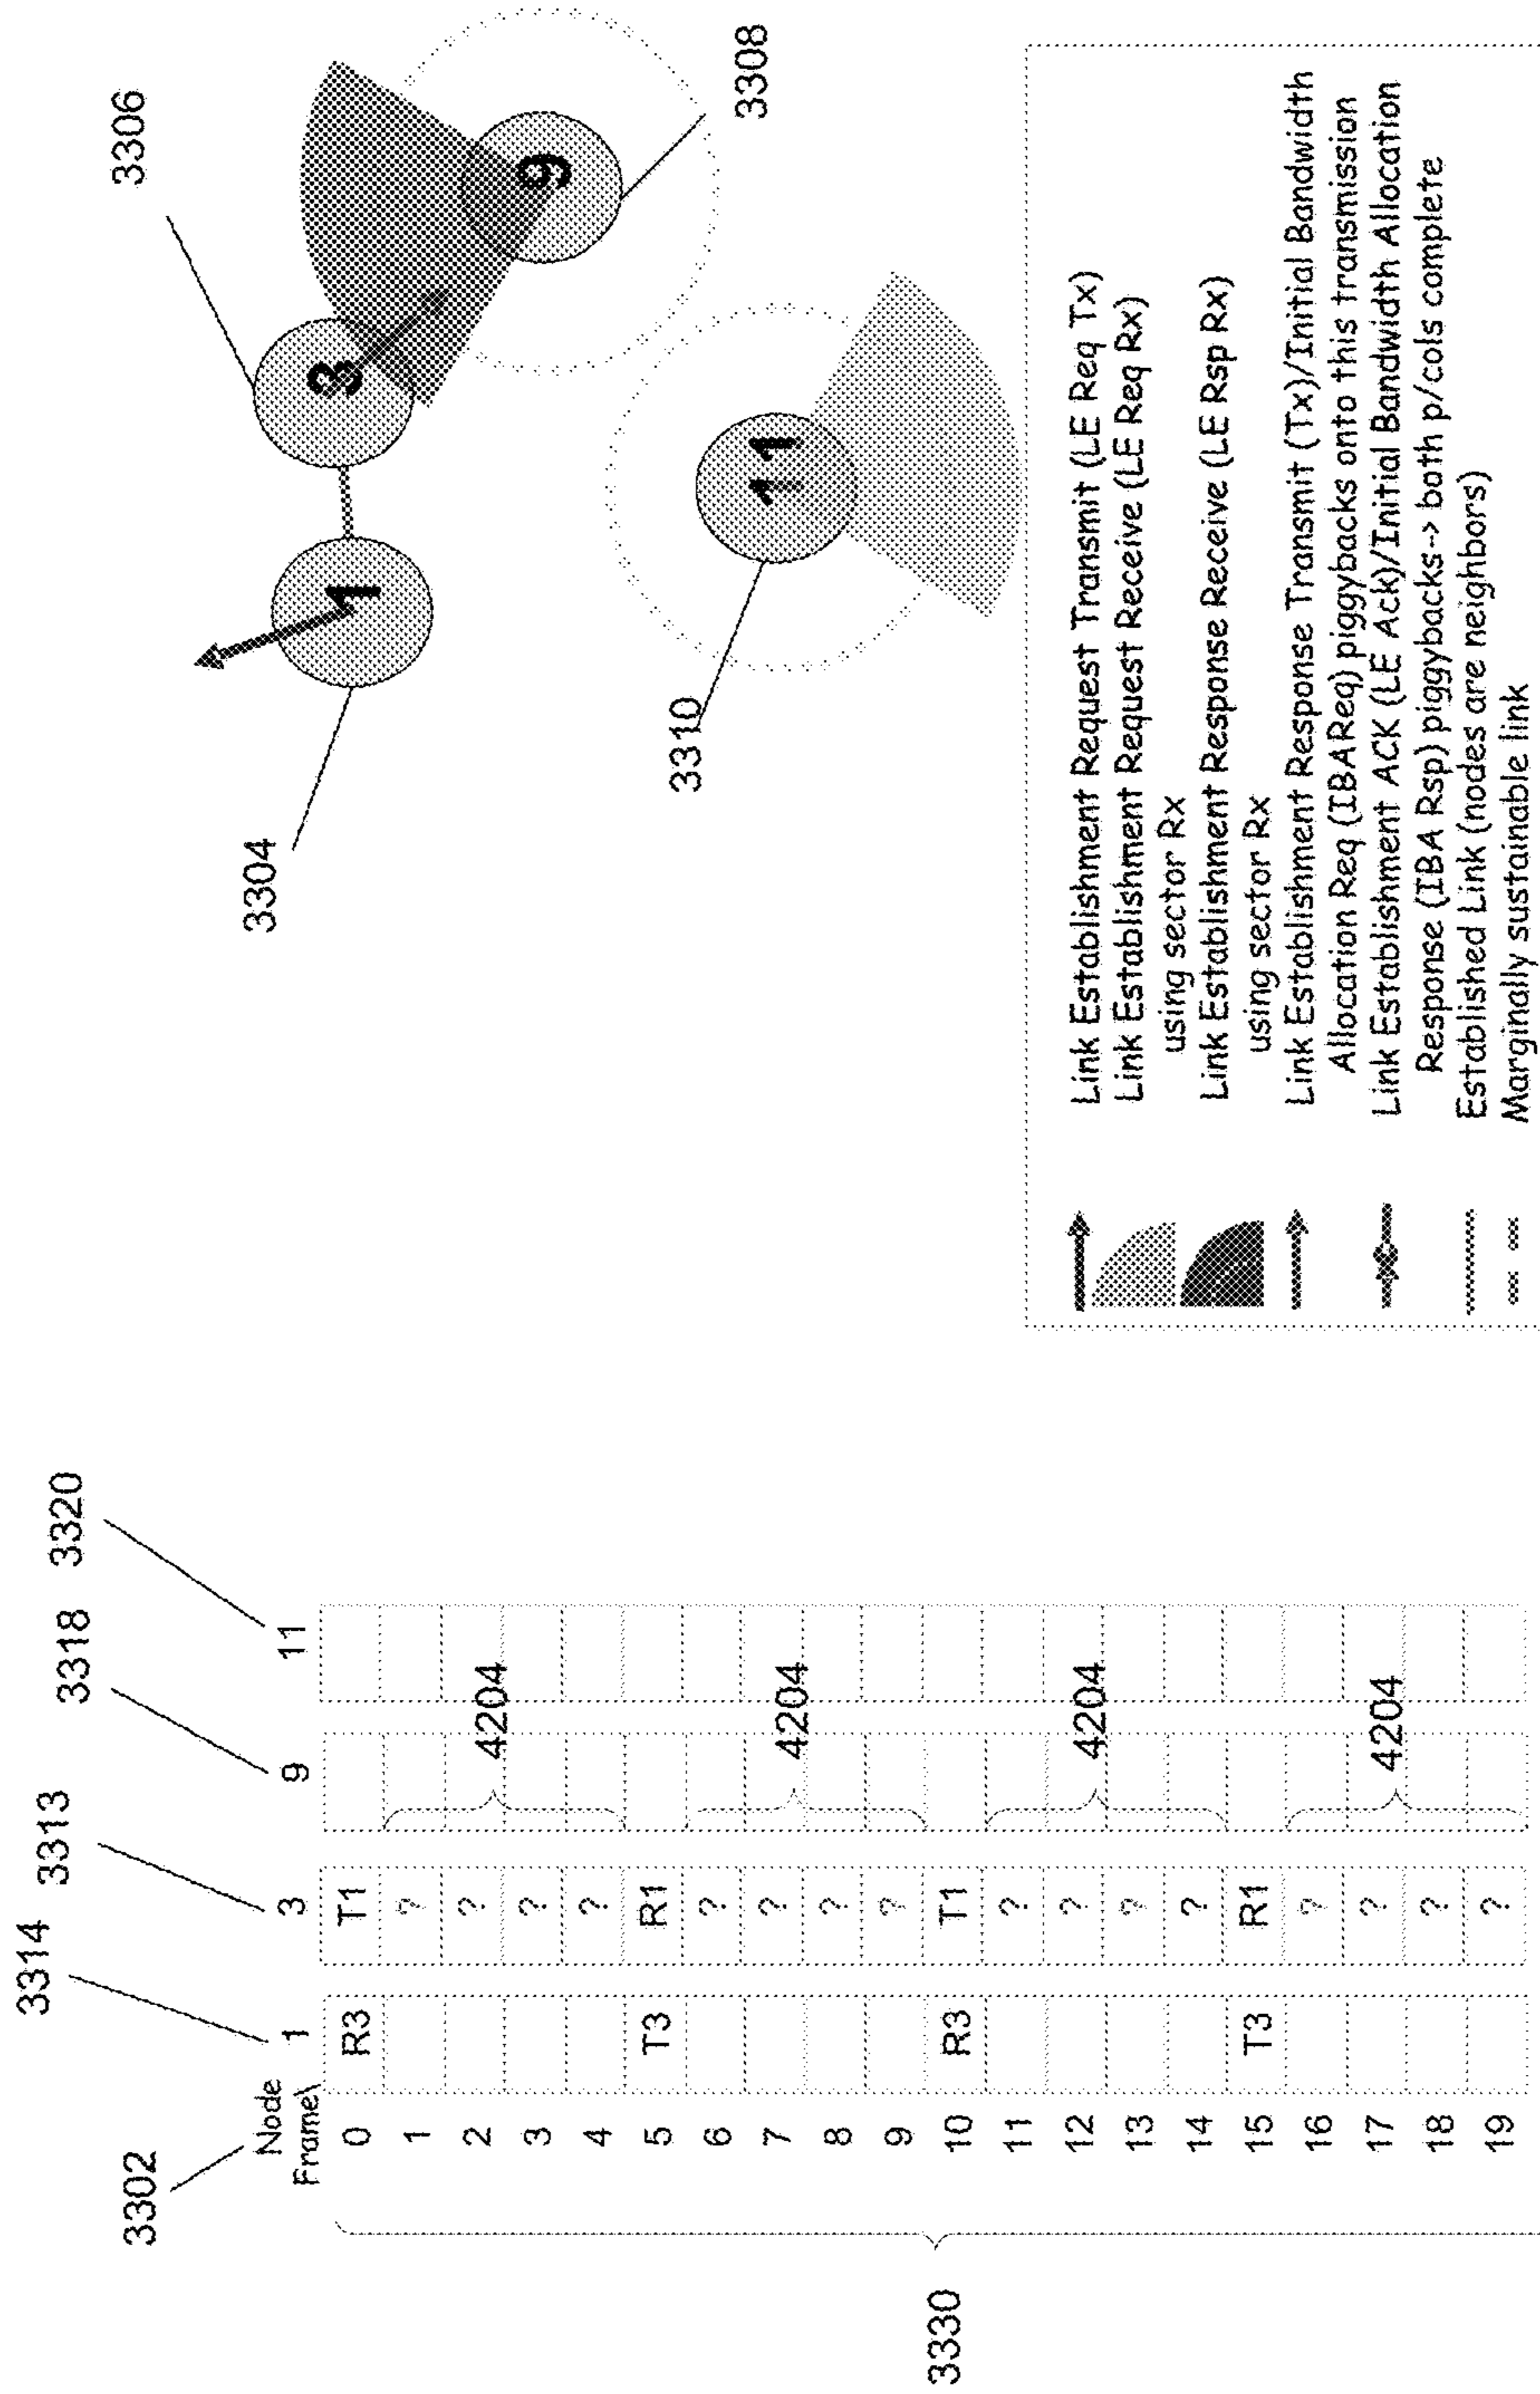 3302
3314
3313
3318
3320
Node
Frame\
1
3
9
11
0 R3 T1
1 ?
2 ? 4204
3 ?
4 ?
5 T3 R1
6 ?
7 ? 4204
8 ?
9 ?
10 R3 T1
11 ?
12 ? 4204
13 ?
14 ?
15 T3 R1
16 ?
17 ? 4204
18 ?
19 ?
3330
3304
3306
3308
3310
1
3
9
11
Link Establishment Request Transmit (LE Req Tx)
Link Establishment Request Receive (LE Req Rx)
using sector Rx
Link Establishment Response Receive (LE Rsp Rx)
using sector Rx
Link Establishment Response Transmit (Tx)/Initial Bandwidth
Allocation Req (IBAReq) piggybacks onto this transmission
Link Establishment ACK (LE Ack)/Initial Bandwidth Allocation
Response (IBA Rsp) piggybacks-> both p/cols complete
Established Link (nodes are neighbors)
Marginally sustainable link